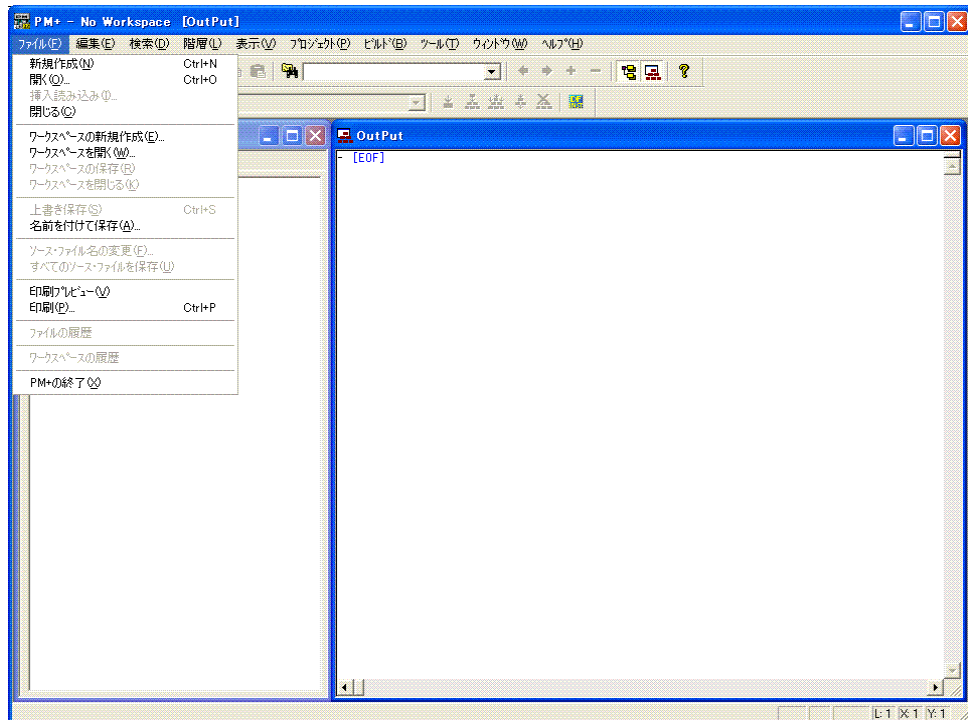 PM+ - No Workspace [OutPut]
ファイル(F) 編集(E) 検索(D) 階層(L) 表示(V) プロジェクト(P) ビルド(B) ツール(T) ウィンドウ(W) ヘルプ(H)
新規作成(N) Ctrl+N
開く(O)... Ctrl+O
挿入読み込み(I)...
閉じる(C)
ワークスペースの新規作成(E)...
ワークスペースを開く(W)...
ワークスペースの保存(R)
ワークスペースを閉じる(K)
上書き保存(S) Ctrl+S
名前を付けて保存(A)...
ソース・ファイル名の変更(F)...
すべてのソース・ファイルを保存(U)
印刷プレビュー(V)
印刷(P)... Ctrl+P
ファイルの履歴
ワークスペースの履歴
PM+の終了(X)
OutPut
- [EOF]
L: 1 X: 1 Y: 1